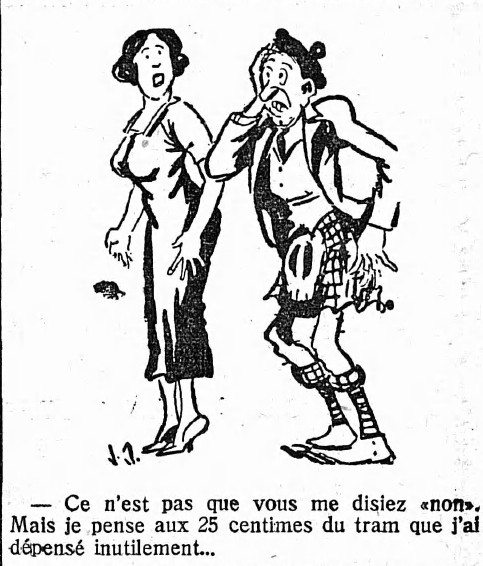 J. J.
— Ce n'est pas que vous me disiez «non».
Mais je pense aux 25 centimes du tram que j'ai
dépensé inutilement...